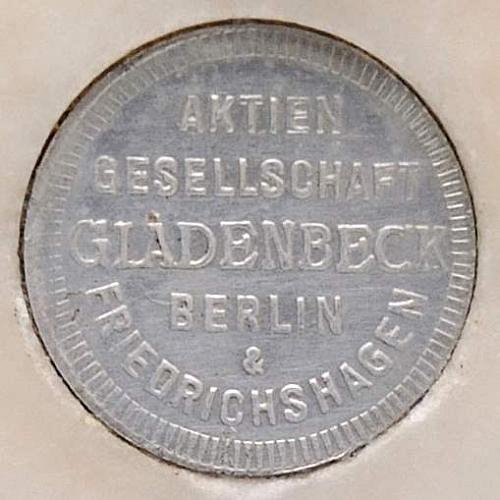 AKTIEN
GESELLSCHAFT
GLADENBECK
BERLIN
&
FRIEDRICHSHAGEN